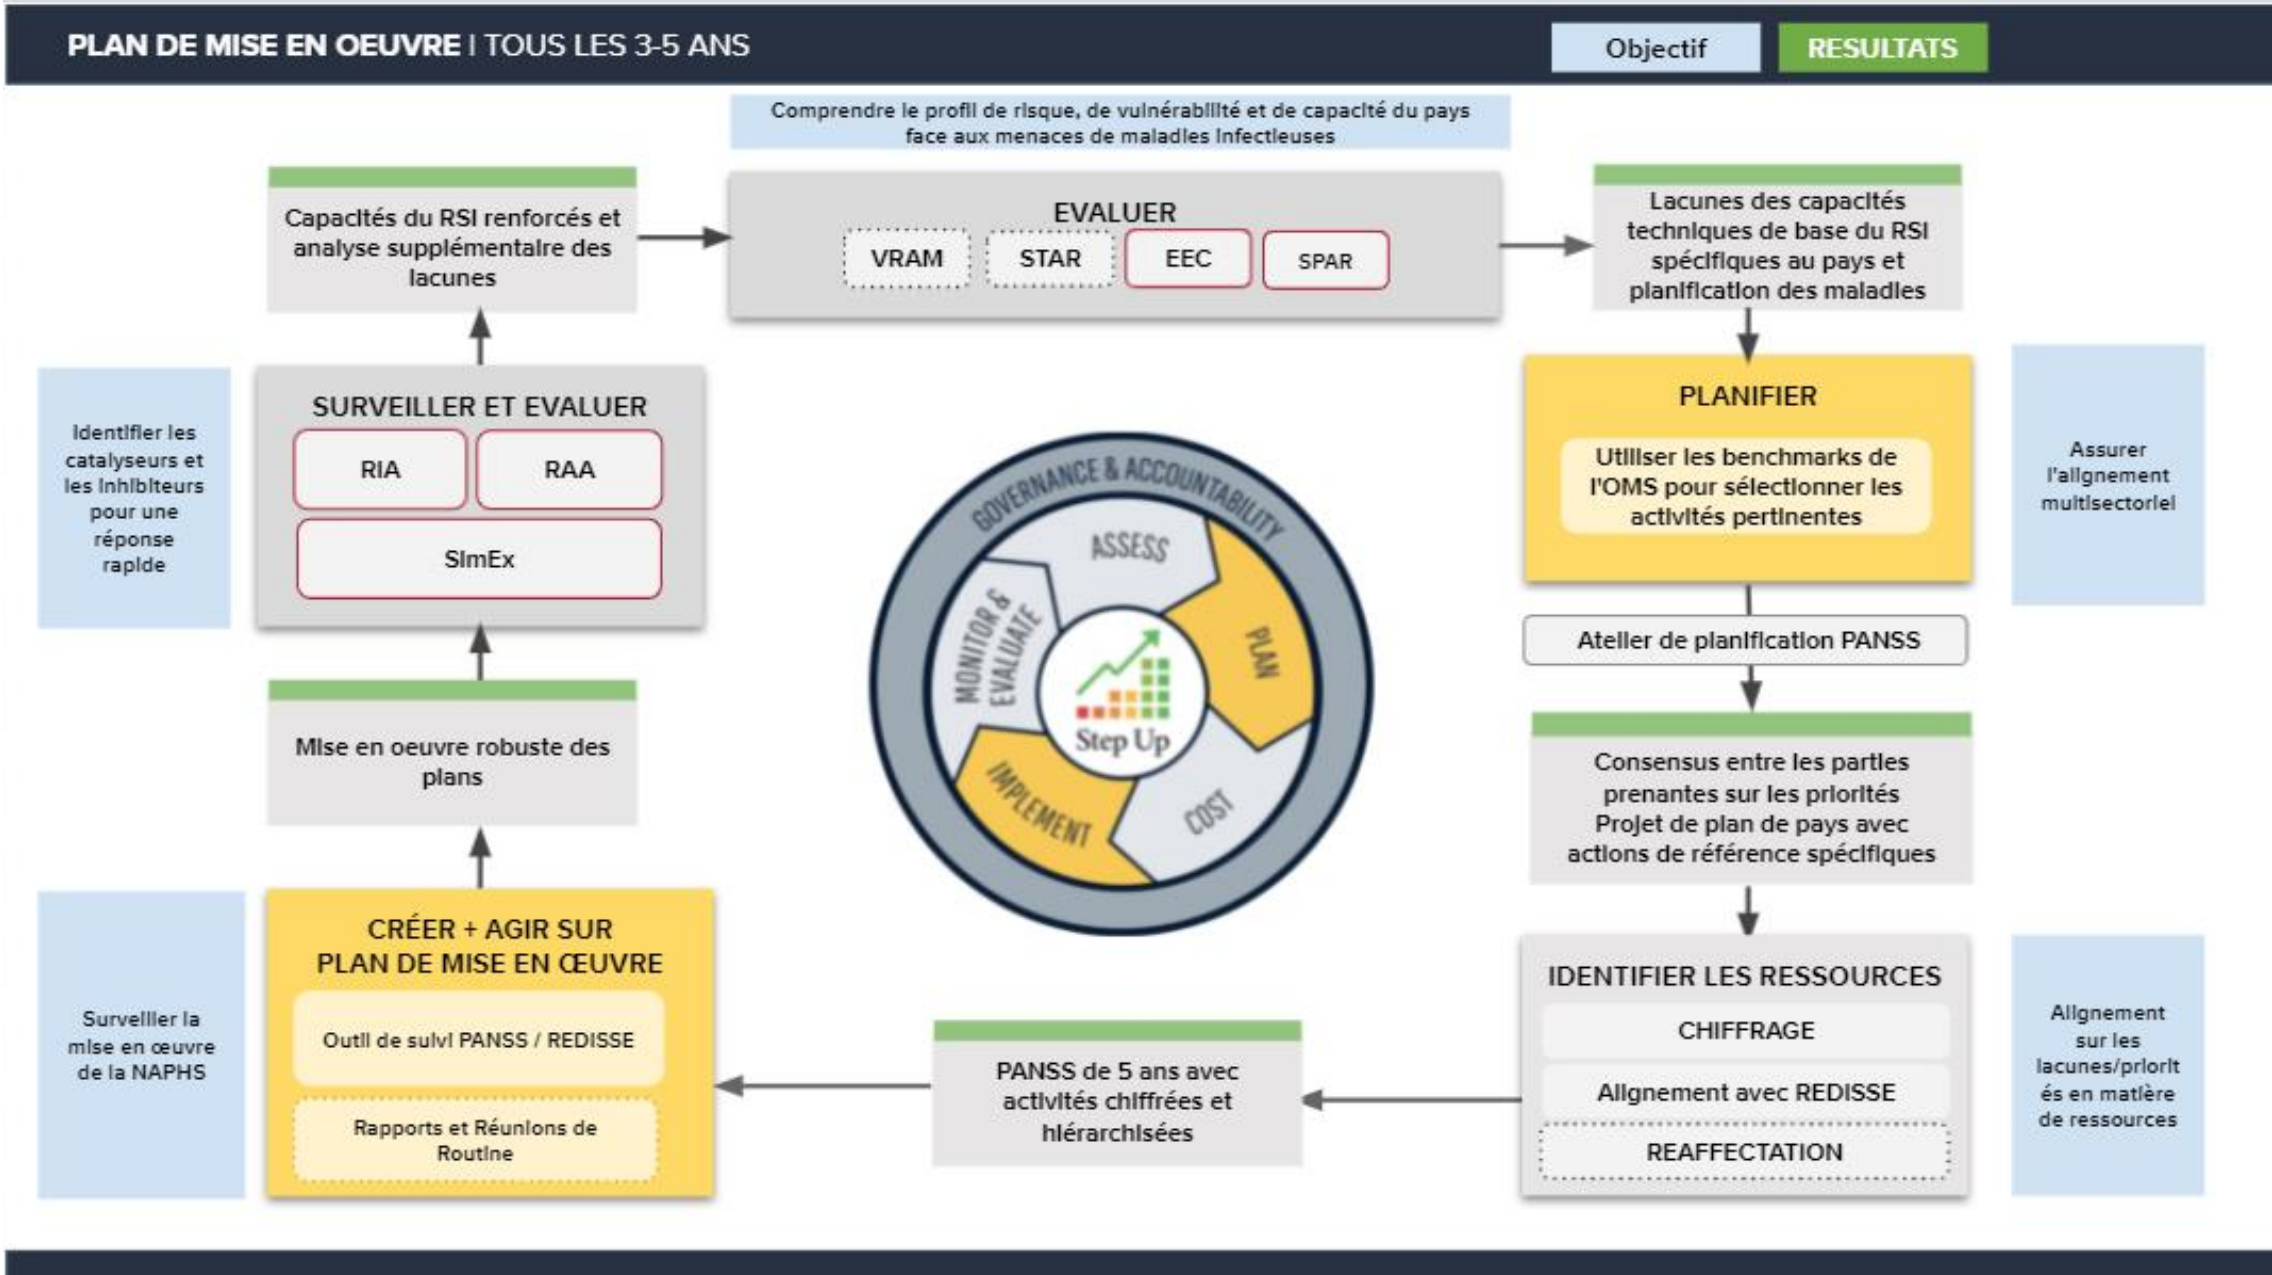 PLAN DE MISE EN OEUVRE | TOUS LES 3-5 ANS
Objectif
RESULTATS
Comprendre le profil de risque, de vulnérabilité et de capacité du pays
face aux menaces de maladies infectieuses
Capacités du RSI renforcés et
analyse supplémentaire des
lacunes
EVALUER
VRAM
STAR
EEC
SPAR
Lacunes des capacités
techniques de base du RSI
spécifiques au pays et
planification des maladies
PLANIFIER
Utiliser les benchmarks de
l'OMS pour sélectionner les
activités pertinentes
Assurer
l'alignement
multisectoriel
Atelier de planification PANSS
Consensus entre les parties
prenantes sur les priorités
Projet de plan de pays avec
actions de référence spécifiques
IDENTIFIER LES RESSOURCES
CHIFFRAGE
Alignement avec REDISSE
REAFFECTATION
Alignement
sur les
lacunes/priorit
és en matière
de ressources
PANSS de 5 ans avec
activités chiffrées et
hiérarchisées
CRÉER + AGIR SUR
PLAN DE MISE EN ŒUVRE
Outil de suivi PANSS / REDISSE
Rapports et Réunions de
Routine
Surveiller la
mise en œuvre
de la NAPHS
Mise en oeuvre robuste des
plans
SURVEILLER ET EVALUER
RIA
RAA
SimEx
Identifier les
catalyseurs et
les inhibiteurs
pour une
réponse
rapide
GOVERNANCE & ACCOUNTABILITY
ASSESS
PLAN
COST
IMPLEMENT
MONITOR &
EVALUATE
Step Up